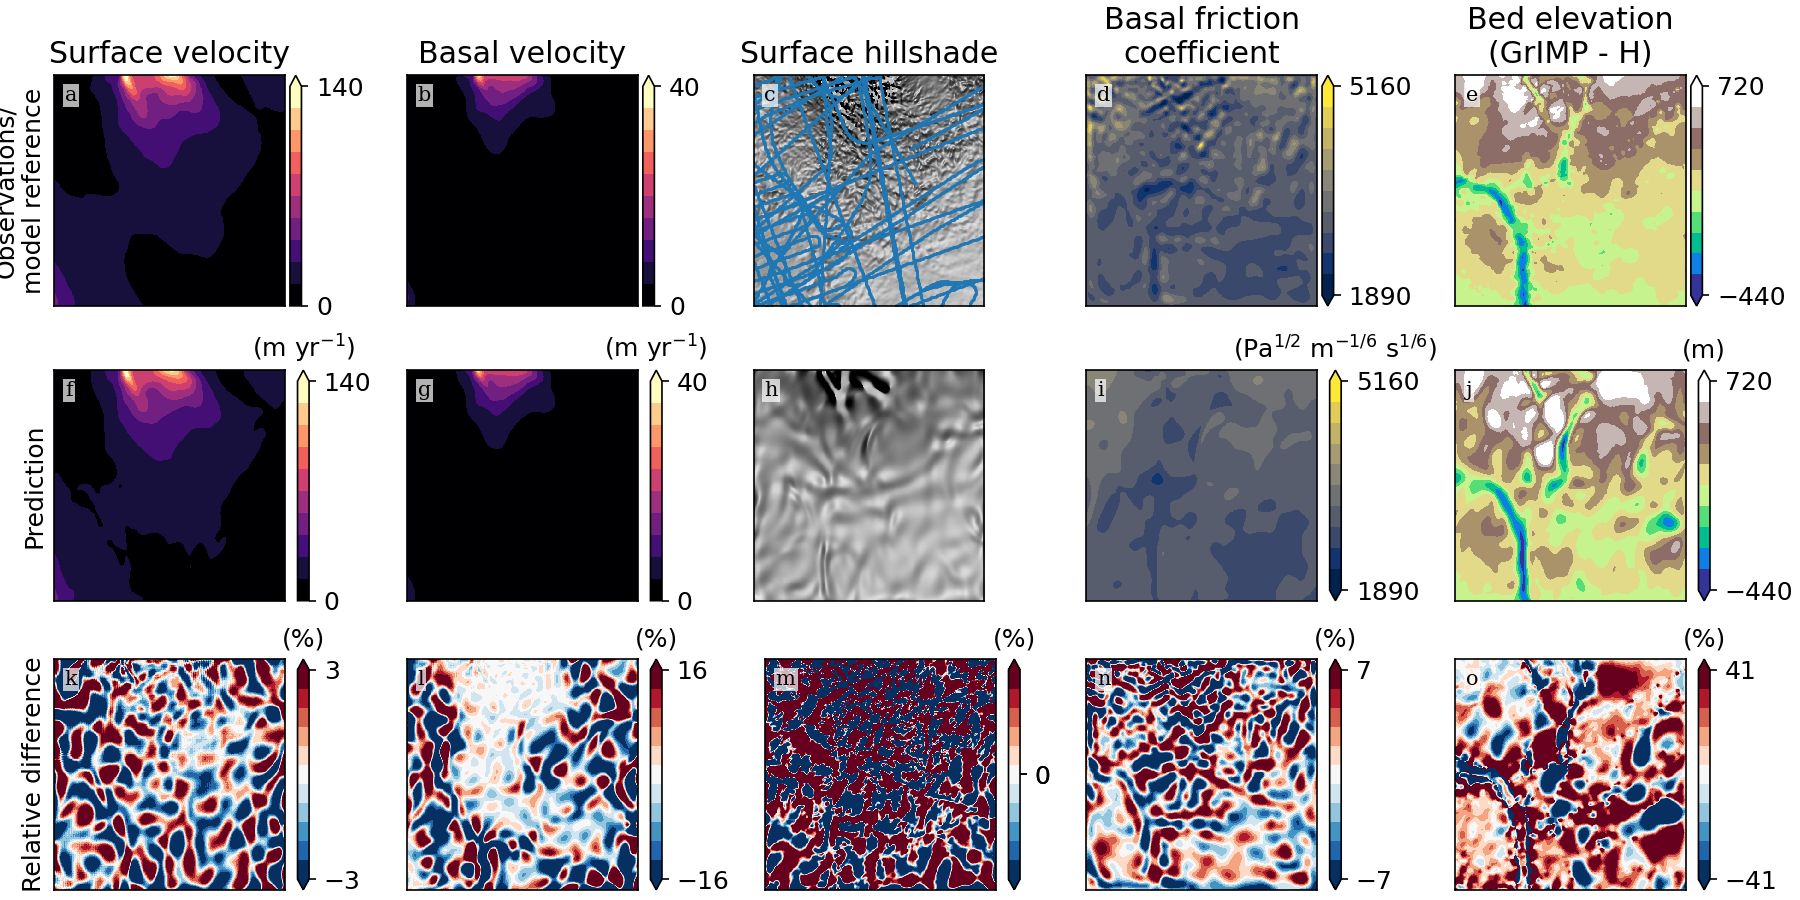 Surface velocity
Basal velocity
Surface hillshade
Basal friction
coefficient
Bed elevation
(GrIMP - H)
Observations/
model reference
a
140
0
b
40
0
c
d
5160
1890
e
720
−440
(m yr⁻¹)
(m yr⁻¹)
(Pa^{1/2} m^{−1/6} s^{1/6})
(m)
Prediction
f
140
0
g
40
0
h
i
5160
1890
j
720
−440
(%)
(%)
(%)
(%)
(%)
Relative difference
k
3
−3
l
16
−16
m
0
n
7
−7
o
41
−41